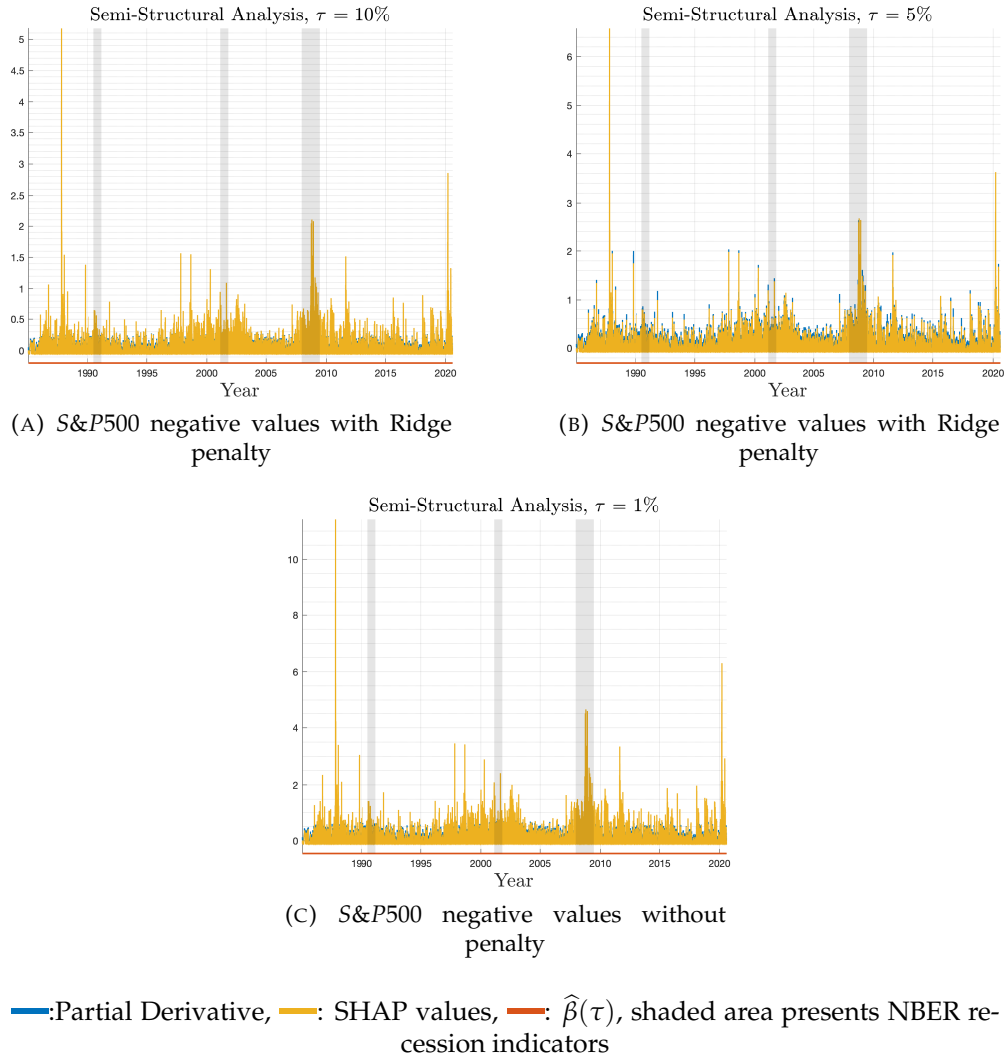 Semi-Structural Analysis, τ = 10%
5
4.5
4
3.5
3
2.5
2
1.5
1
0.5
0
1990 1995 2000 2005 2010 2015 2020
Year
(A) S&P500 negative values with Ridge
penalty
Semi-Structural Analysis, τ = 5%
6
5
4
3
2
1
0
1990 1995 2000 2005 2010 2015 2020
Year
(B) S&P500 negative values with Ridge
penalty
Semi-Structural Analysis, τ = 1%
10
8
6
4
2
0
1990 1995 2000 2005 2010 2015 2020
Year
(C) S&P500 negative values without
penalty
:Partial Derivative, : SHAP values, : β̂(τ), shaded area presents NBER re-
cession indicators